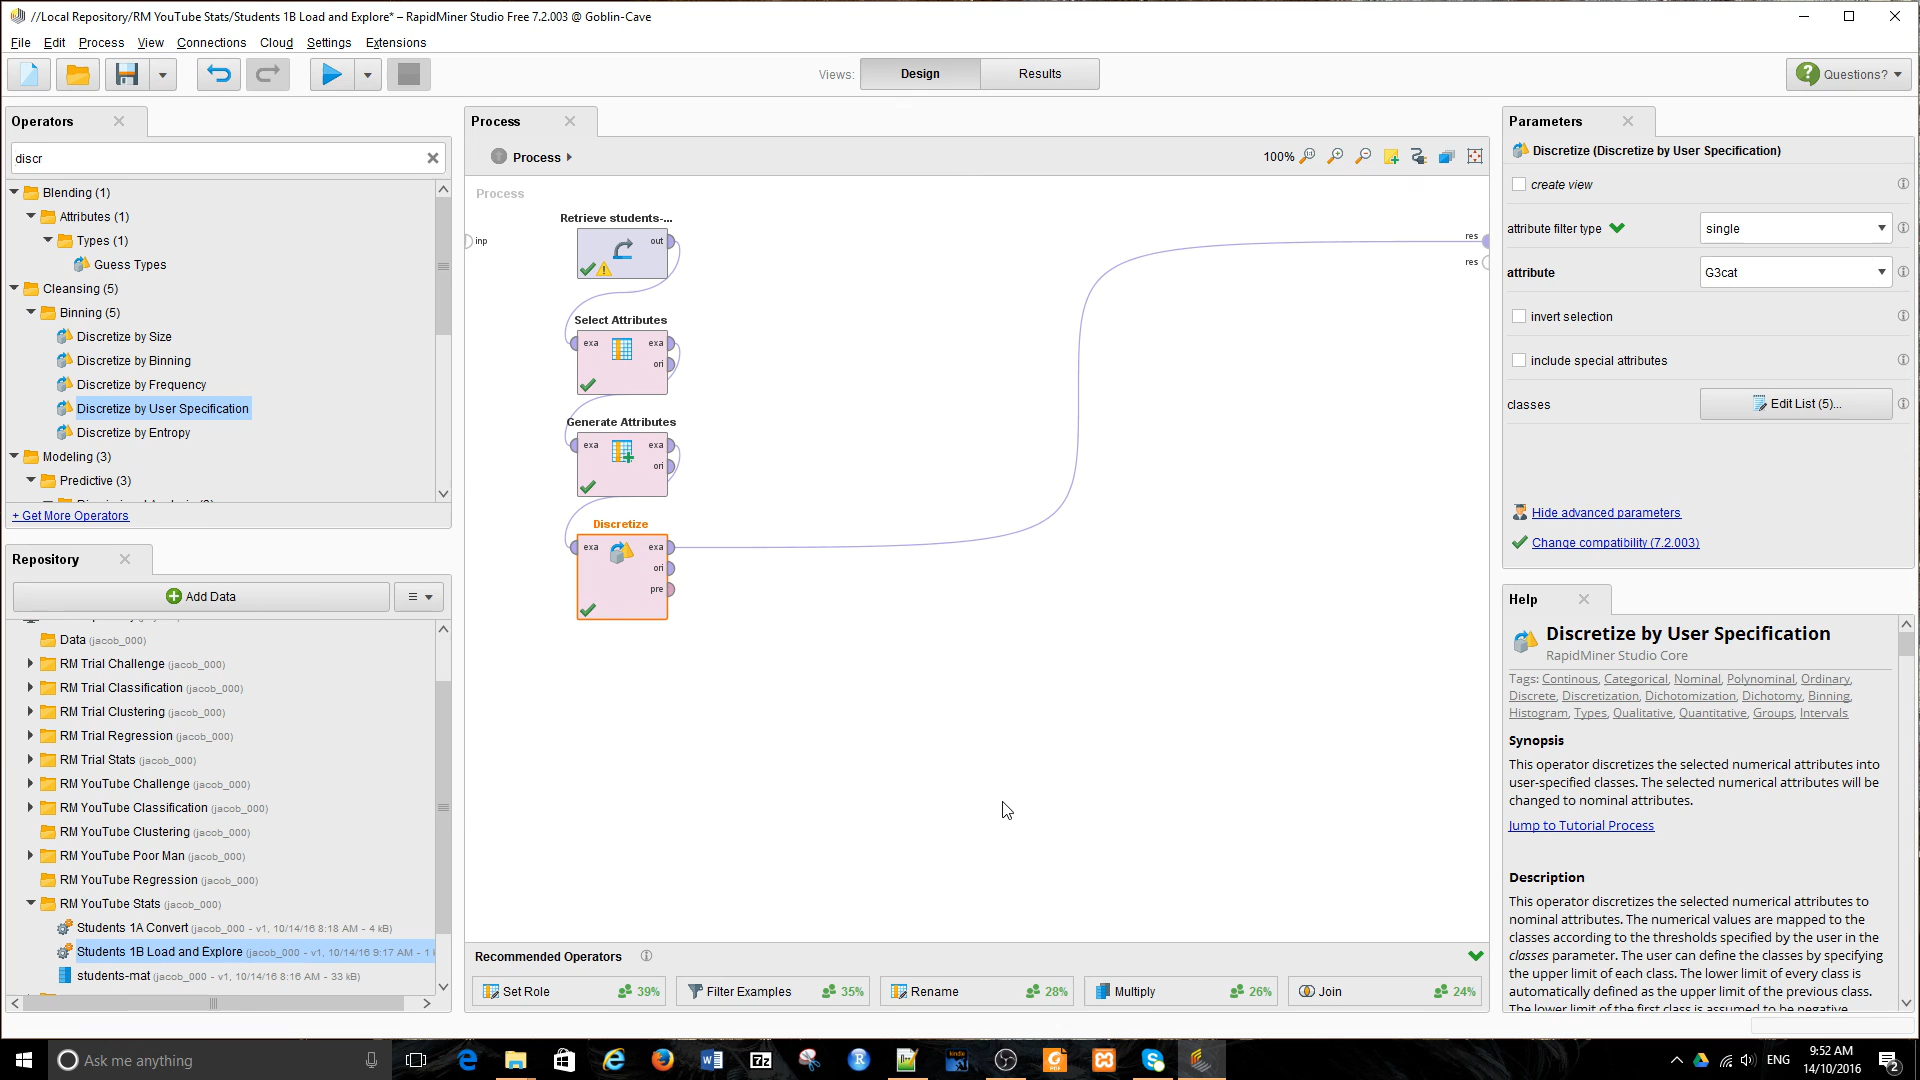 //Local Repository/RM YouTube Stats/Students 1B Load and Explore* – RapidMiner Studio Free 7.2.003 @ Goblin-Cave
File Edit Process View Connections Cloud Settings Extensions
Views: Design Results
Questions?
Operators
discr
Blending (1)
Attributes (1)
Types (1)
Guess Types
Cleansing (5)
Binning (5)
Discretize by Size
Discretize by Binning
Discretize by Frequency
Discretize by User Specification
Discretize by Entropy
Modeling (3)
Predictive (3)
+ Get More Operators
Repository
Add Data
Data (jacob_000)
RM Trial Challenge (jacob_000)
RM Trial Classification (jacob_000)
RM Trial Clustering (jacob_000)
RM Trial Regression (jacob_000)
RM Trial Stats (jacob_000)
RM YouTube Challenge (jacob_000)
RM YouTube Classification (jacob_000)
RM YouTube Clustering (jacob_000)
RM YouTube Poor Man (jacob_000)
RM YouTube Regression (jacob_000)
RM YouTube Stats (jacob_000)
Students 1A Convert (jacob_000 – v1, 10/14/16 8:18 AM – 4 kB)
Students 1B Load and Explore (jacob_000 – v1, 10/14/16 9:17 AM – 1
students-mat (jacob_000 – v1, 10/14/16 8:16 AM – 33 kB)
Process
Process
100%
Process
inp
Retrieve students-...
out
Select Attributes
exa exa
ori
Generate Attributes
exa exa
ori
Discretize
exa exa
ori
pre
res
res
Recommended Operators
Set Role 39%
Filter Examples 35%
Rename 28%
Multiply 26%
Join 24%
Parameters
Discretize (Discretize by User Specification)
create view
attribute filter type single
attribute G3cat
invert selection
include special attributes
classes Edit List (5)...
Hide advanced parameters
Change compatibility (7.2.003)
Help
Discretize by User Specification
RapidMiner Studio Core
Tags: Continous, Categorical, Nominal, Polynominal, Ordinary,
Discrete, Discretization, Dichotomization, Dichotomy, Binning,
Histogram, Types, Qualitative, Quantitative, Groups, Intervals
Synopsis
This operator discretizes the selected numerical attributes into
user-specified classes. The selected numerical attributes will be
changed to nominal attributes.
Jump to Tutorial Process
Description
This operator discretizes the selected numerical attributes to
nominal attributes. The numerical values are mapped to the
classes according to the thresholds specified by the user in the
classes parameter. The user can define the classes by specifying
the upper limit of each class. The lower limit of every class is
automatically defined as the upper limit of the previous class.
The lower limit of the first class is assumed to be negative
Ask me anything
7z
kindle
ENG
9:52 AM
14/10/2016
2